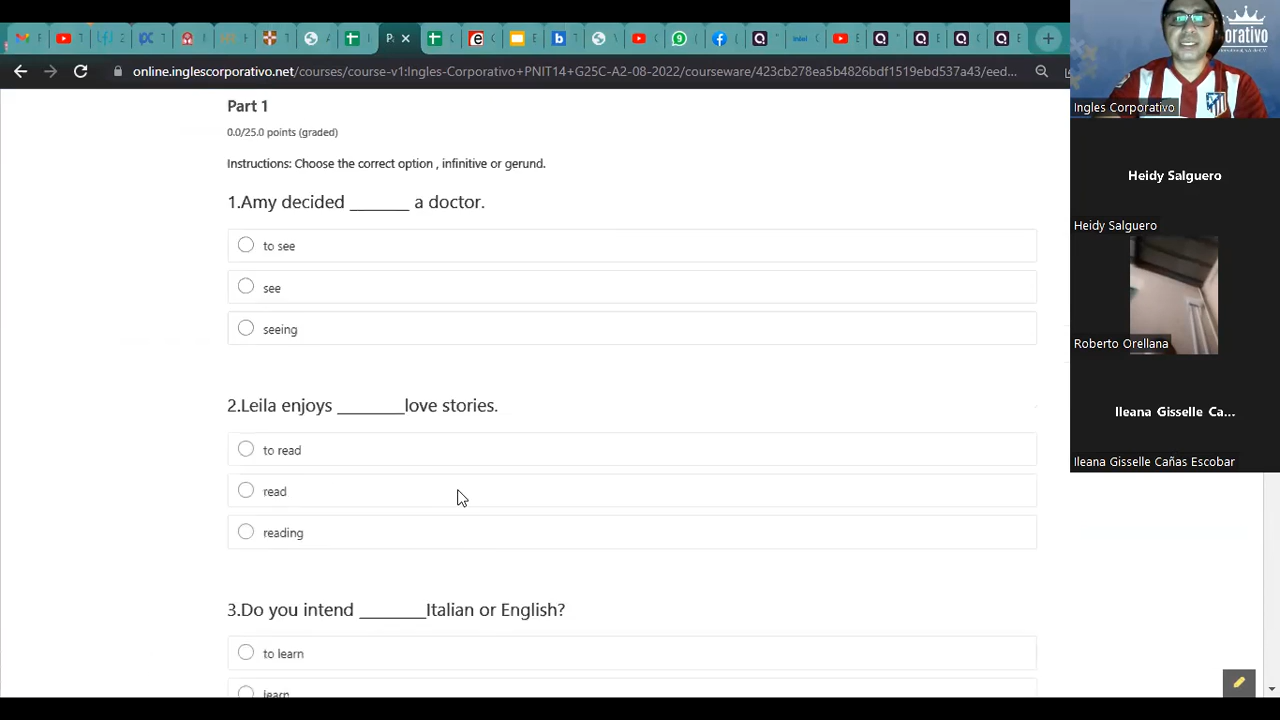 online.inglescorporativo.net/courses/course-v1:Ingles-Corporativo+PNIT14+G25C-A2-08-2022/courseware/423cb278ea5b4826bdf1519ebd537a43/eed...
Part 1
0.0/25.0 points (graded)
Instructions: Choose the correct option , infinitive or gerund.
1.Amy decided _______ a doctor.
to see
see
seeing
2.Leila enjoys ________love stories.
to read
read
reading
3.Do you intend ________Italian or English?
to learn
learn
Ingles Corporativo
Heidy Salguero
Heidy Salguero
Roberto Orellana
Ileana Gisselle Ca...
Ileana Gisselle Cañas Escobar